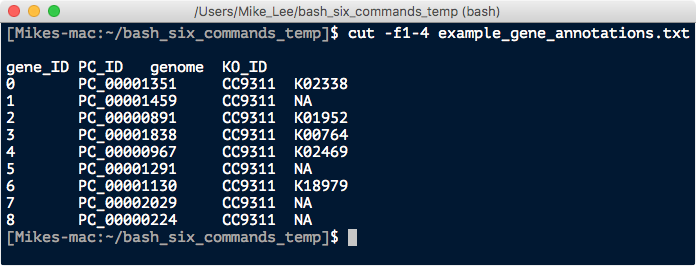 /Users/Mike_Lee/bash_six_commands_temp (bash)
[Mikes-mac:~/bash_six_commands_temp]$ cut -f1-4 example_gene_annotations.txt
gene_ID PC_ID   genome  KO_ID
0       PC_00001351     CC9311  K02338
1       PC_00001459     CC9311  NA
2       PC_00000891     CC9311  K01952
3       PC_00001838     CC9311  K00764
4       PC_00000967     CC9311  K02469
5       PC_00001291     CC9311  NA
6       PC_00001130     CC9311  K18979
7       PC_00002029     CC9311  NA
8       PC_00000224     CC9311  NA
[Mikes-mac:~/bash_six_commands_temp]$